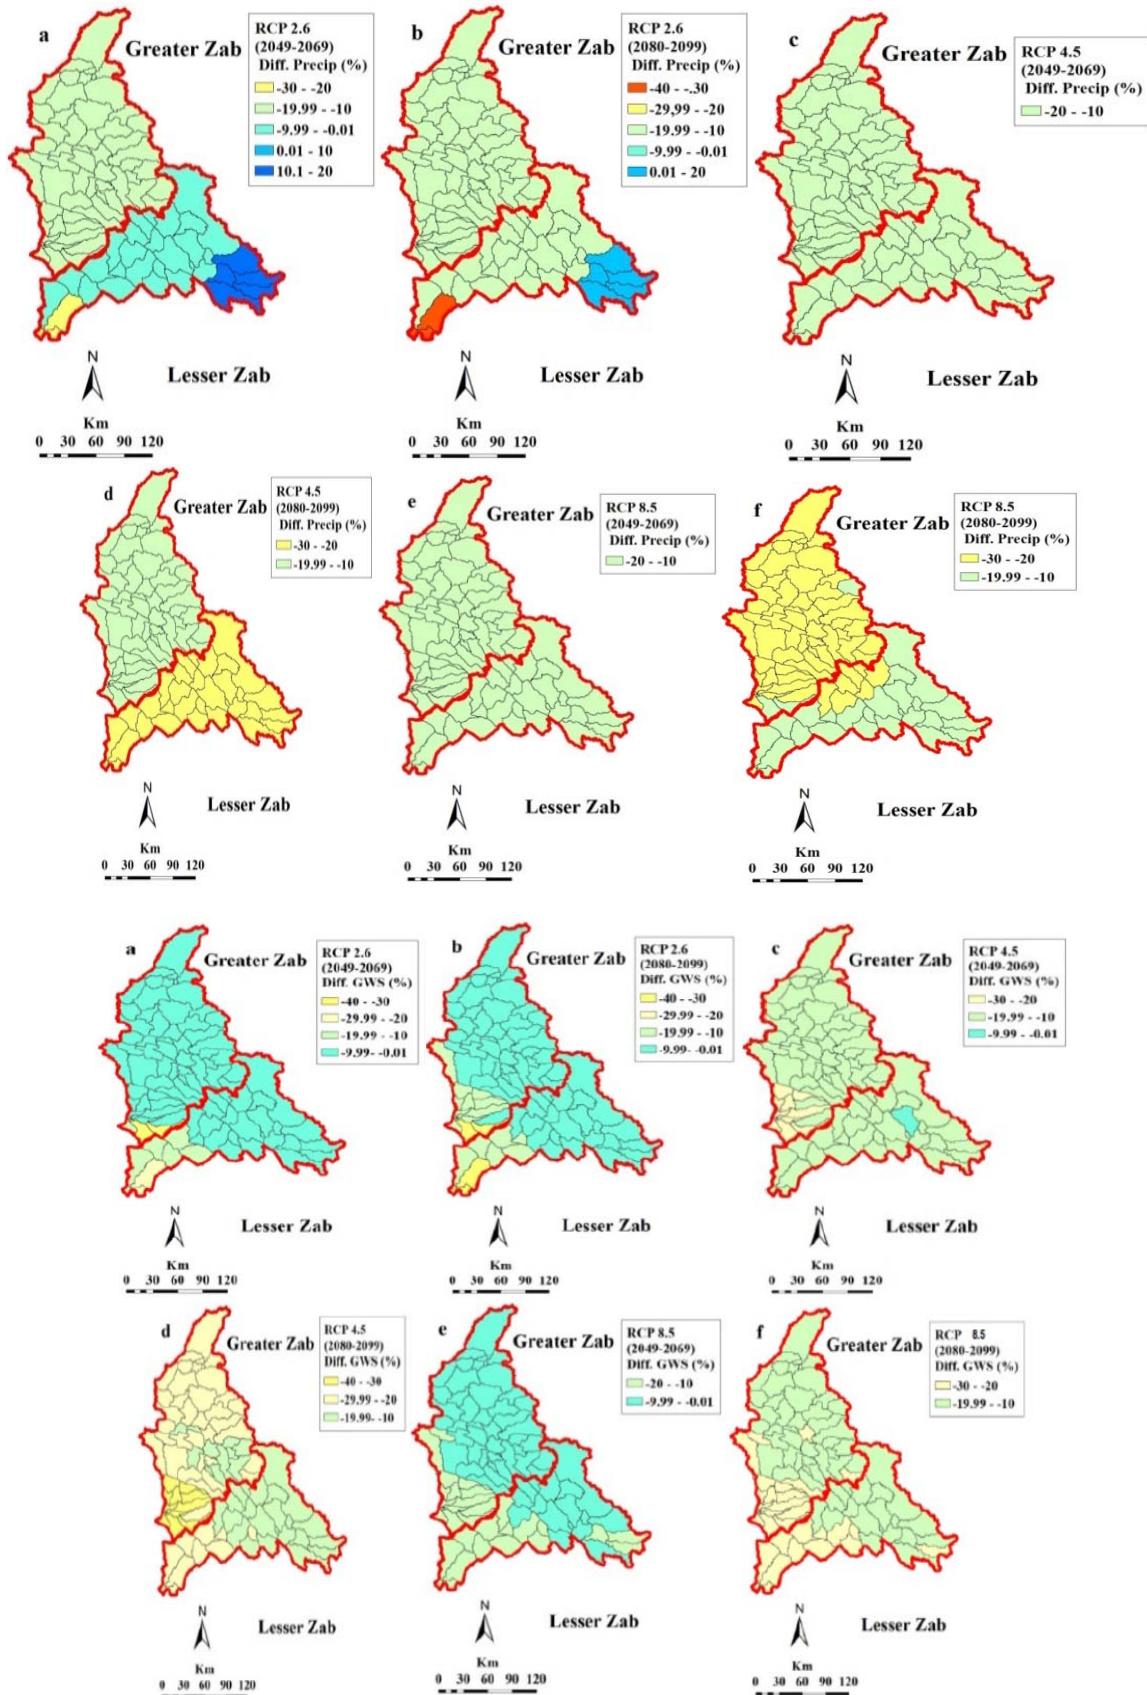 a
Greater Zab
RCP 2.6
(2049-2069)
Diff. Precip (%)
-30 - -20
-19.99 - -10
-9.99 - -0.01
0.01 - 10
10.1 - 20
N
Lesser Zab
Km
0 30 60 90 120
b
Greater Zab
RCP 2.6
(2080-2099)
Diff. Precip (%)
-40 - -.30
-29,99 - -20
-19.99 - -10
-9.99 - -0.01
0.01 - 20
N
Lesser Zab
Km
0 30 60 90 120
c
Greater Zab
RCP 4.5
(2049-2069)
Diff. Precip (%)
-20 - -10
N
Lesser Zab
Km
0 30 60 90 120
d
Greater Zab
RCP 4.5
(2080-2099)
Diff. Precip (%)
-30 - -20
-19.99 - -10
N
Lesser Zab
Km
0 30 60 90 120
e
Greater Zab
RCP 8.5
(2049-2069)
Diff. Precip (%)
-20 - -10
N
Lesser Zab
Km
0 30 60 90 120
f
Greater Zab
RCP 8.5
(2080-2099)
Diff. Precip (%)
-30 - -20
-19.99 - -10
N
Lesser Zab
Km
0 30 60 90 120
a
Greater Zab
RCP 2.6
(2049-2069)
Diff. GWS (%)
-40 - -30
-29.99 - -20
-19.99 - -10
-9.99- -0.01
N
Lesser Zab
Km
0 30 60 90 120
b
Greater Zab
RCP 2.6
(2080-2099)
Diff. GWS (%)
-40 - -30
-29.99 - -20
-19.99 - -10
-9.99- -0.01
N
Lesser Zab
Km
0 30 60 90 120
c
Greater Zab
RCP 4.5
(2049-2069)
Diff. GWS (%)
-30 - -20
-19.99 - -10
-9.99 - -0.01
N
Lesser Zab
Km
0 30 60 90 120
d
Greater Zab
RCP 4.5
(2080-2099)
Diff. GWS (%)
-40 - -30
-29.99 - -20
-19.99- -10
N
Lesser Zab
Km
0 30 60 90 120
e
Greater Zab
RCP 8.5
(2049-2069)
Diff. GWS (%)
-20 - -10
-9.99 - -0.01
N
Lesser Zab
Km
0 30 60 90 120
f
Greater Zab
RCP 8.5
(2080-2099)
Diff. GWS (%)
-30 - -20
-19.99 - -10
N
Lesser Zab
Km
0 30 60 90 120